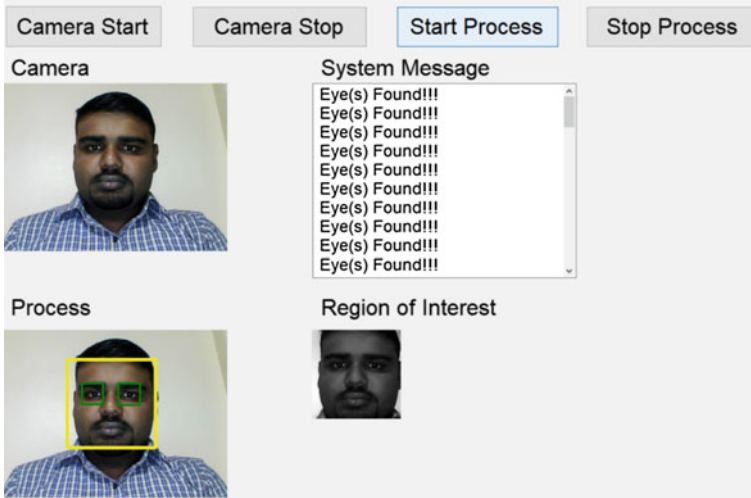 Camera Start Camera Stop Start Process Stop Process
Camera System Message
Eye(s) Found!!!
Eye(s) Found!!!
Eye(s) Found!!!
Eye(s) Found!!!
Eye(s) Found!!!
Eye(s) Found!!!
Eye(s) Found!!!
Eye(s) Found!!!
Eye(s) Found!!!
Eye(s) Found!!!
Process Region of Interest